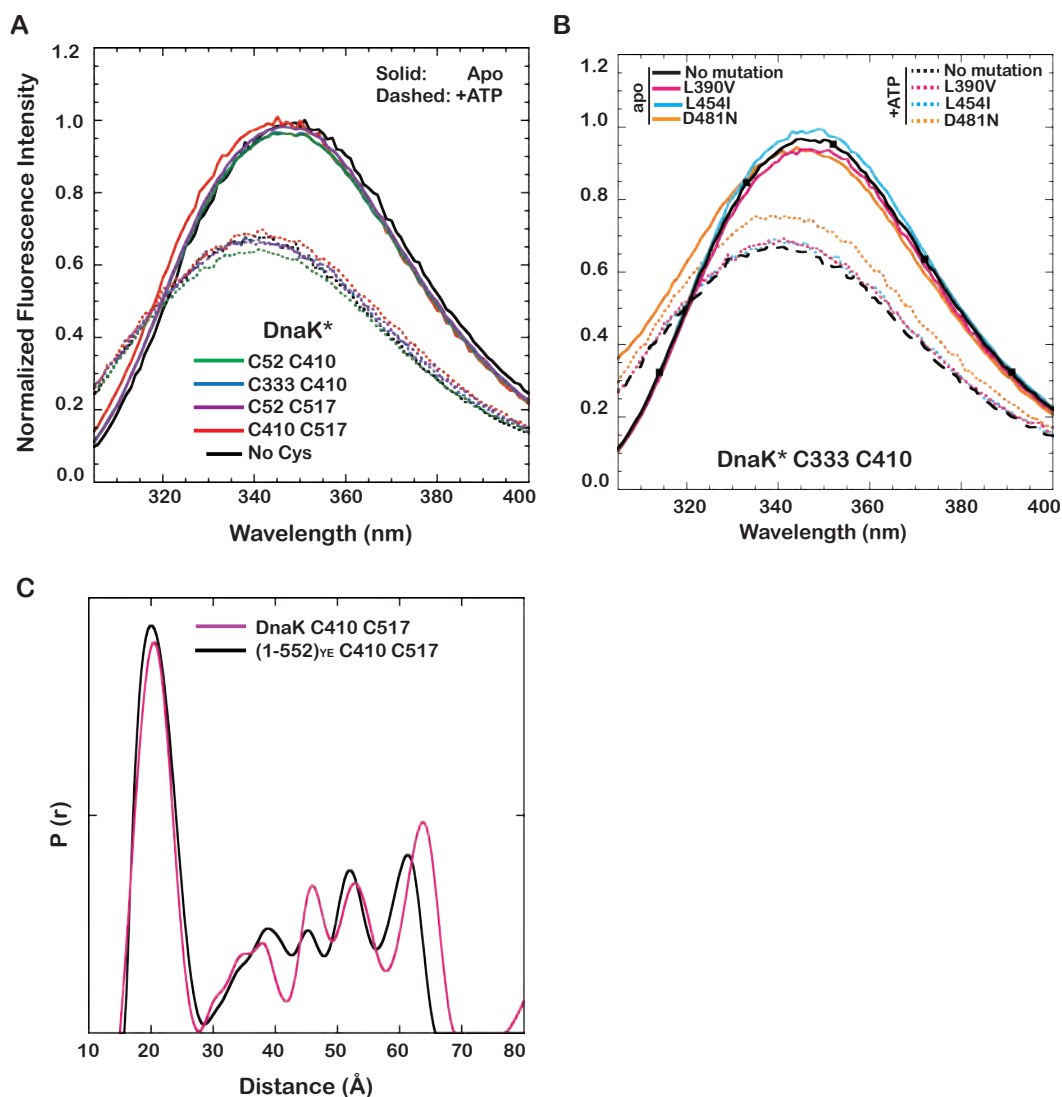 A
Normalized Fluorescence Intensity
1.2
1.0
0.8
0.6
0.4
0.2
0.0
Solid: Apo
Dashed: +ATP
DnaK*
C52 C410
C333 C410
C52 C517
C410 C517
No Cys
320 340 360 380 400
Wavelength (nm)
B
1.2
1.0
0.8
0.6
0.4
0.2
0.0
apo
No mutation
L390V
L454I
D481N
+ATP
No mutation
L390V
L454I
D481N
DnaK* C333 C410
320 340 360 380 400
Wavelength (nm)
C
P (r)
DnaK C410 C517
(1-552)YE C410 C517
10 20 30 40 50 60 70 80
Distance (Å)